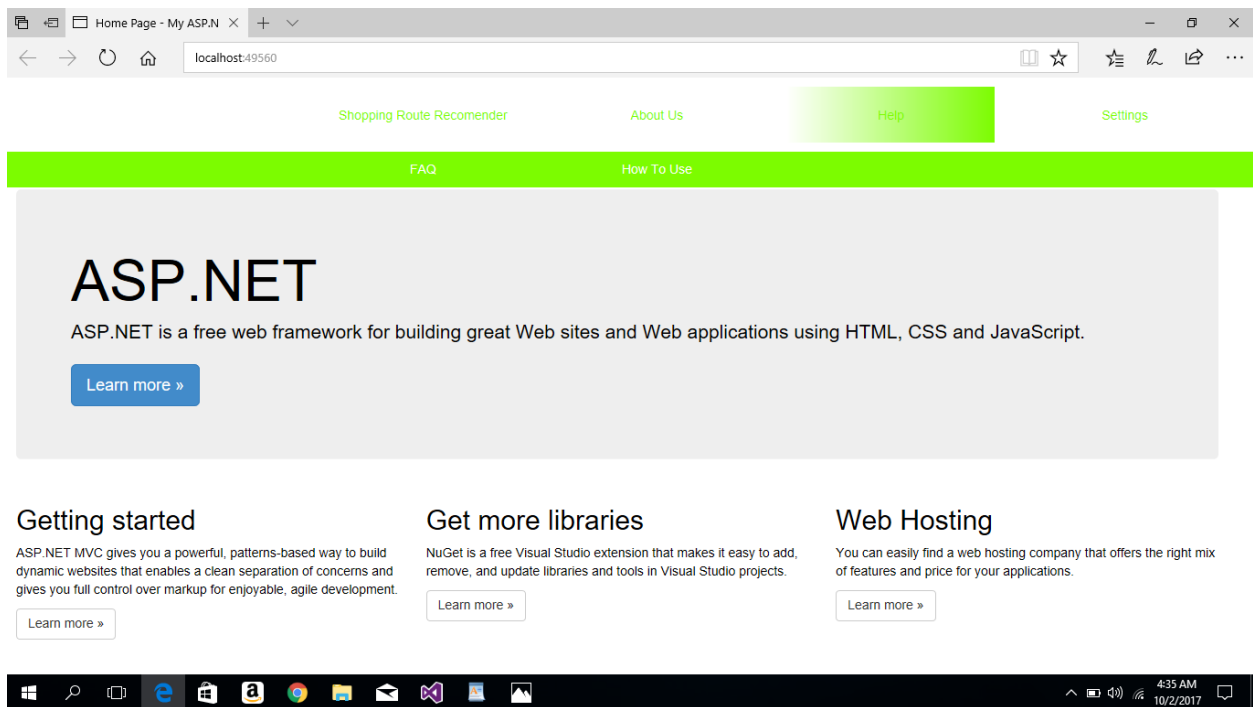 Home Page - My ASP.N
localhost:49560
Shopping Route Recomender
About Us
Help
Settings
FAQ
How To Use
ASP.NET
ASP.NET is a free web framework for building great Web sites and Web applications using HTML, CSS and JavaScript.
Learn more »
Getting started
ASP.NET MVC gives you a powerful, patterns-based way to build
dynamic websites that enables a clean separation of concerns and
gives you full control over markup for enjoyable, agile development.
Learn more »
Get more libraries
NuGet is a free Visual Studio extension that makes it easy to add,
remove, and update libraries and tools in Visual Studio projects.
Learn more »
Web Hosting
You can easily find a web hosting company that offers the right mix
of features and price for your applications.
Learn more »
4:35 AM
10/2/2017